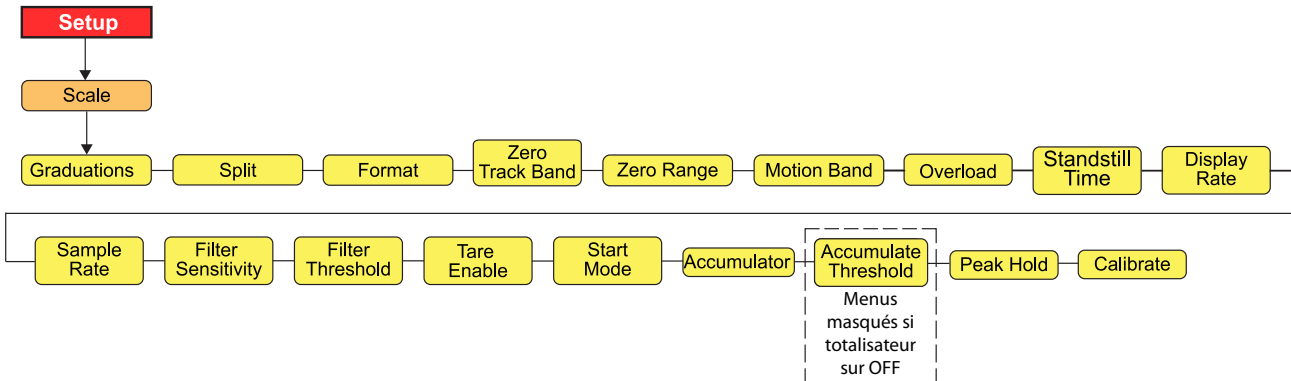 Setup
Scale
Graduations
Split
Format
Zero
Track Band
Zero Range
Motion Band
Overload
Standstill
Time
Display
Rate
Sample
Rate
Filter
Sensitivity
Filter
Threshold
Tare
Enable
Start
Mode
Accumulator
Accumulate
Threshold
Menus
masqués si
totalisateur
sur OFF
Peak Hold
Calibrate